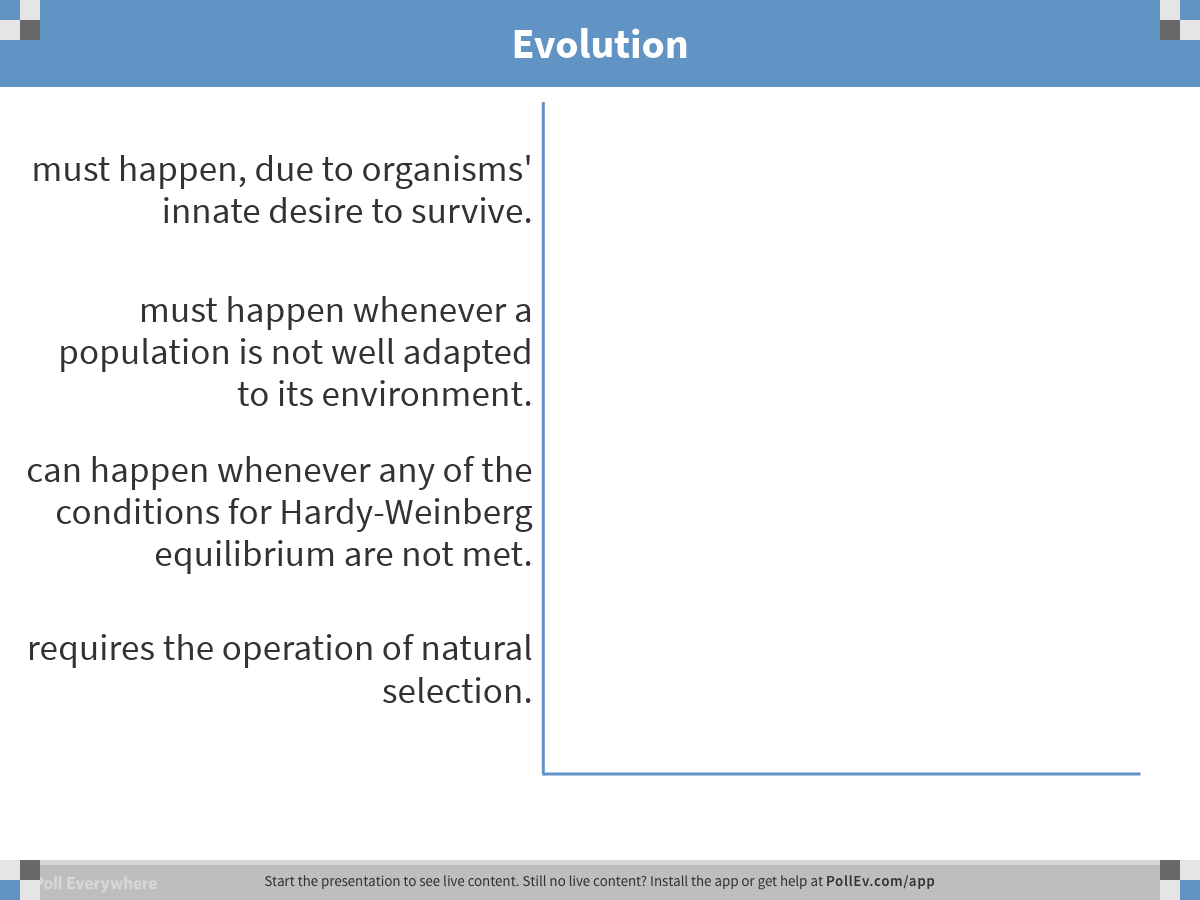 Evolution
must happen, due to organisms'
innate desire to survive.
must happen whenever a
population is not well adapted
to its environment.
can happen whenever any of the
conditions for Hardy-Weinberg
equilibrium are not met.
requires the operation of natural
selection.
Poll Everywhere
Start the presentation to see live content. Still no live content? Install the app or get help at PollEv.com/app